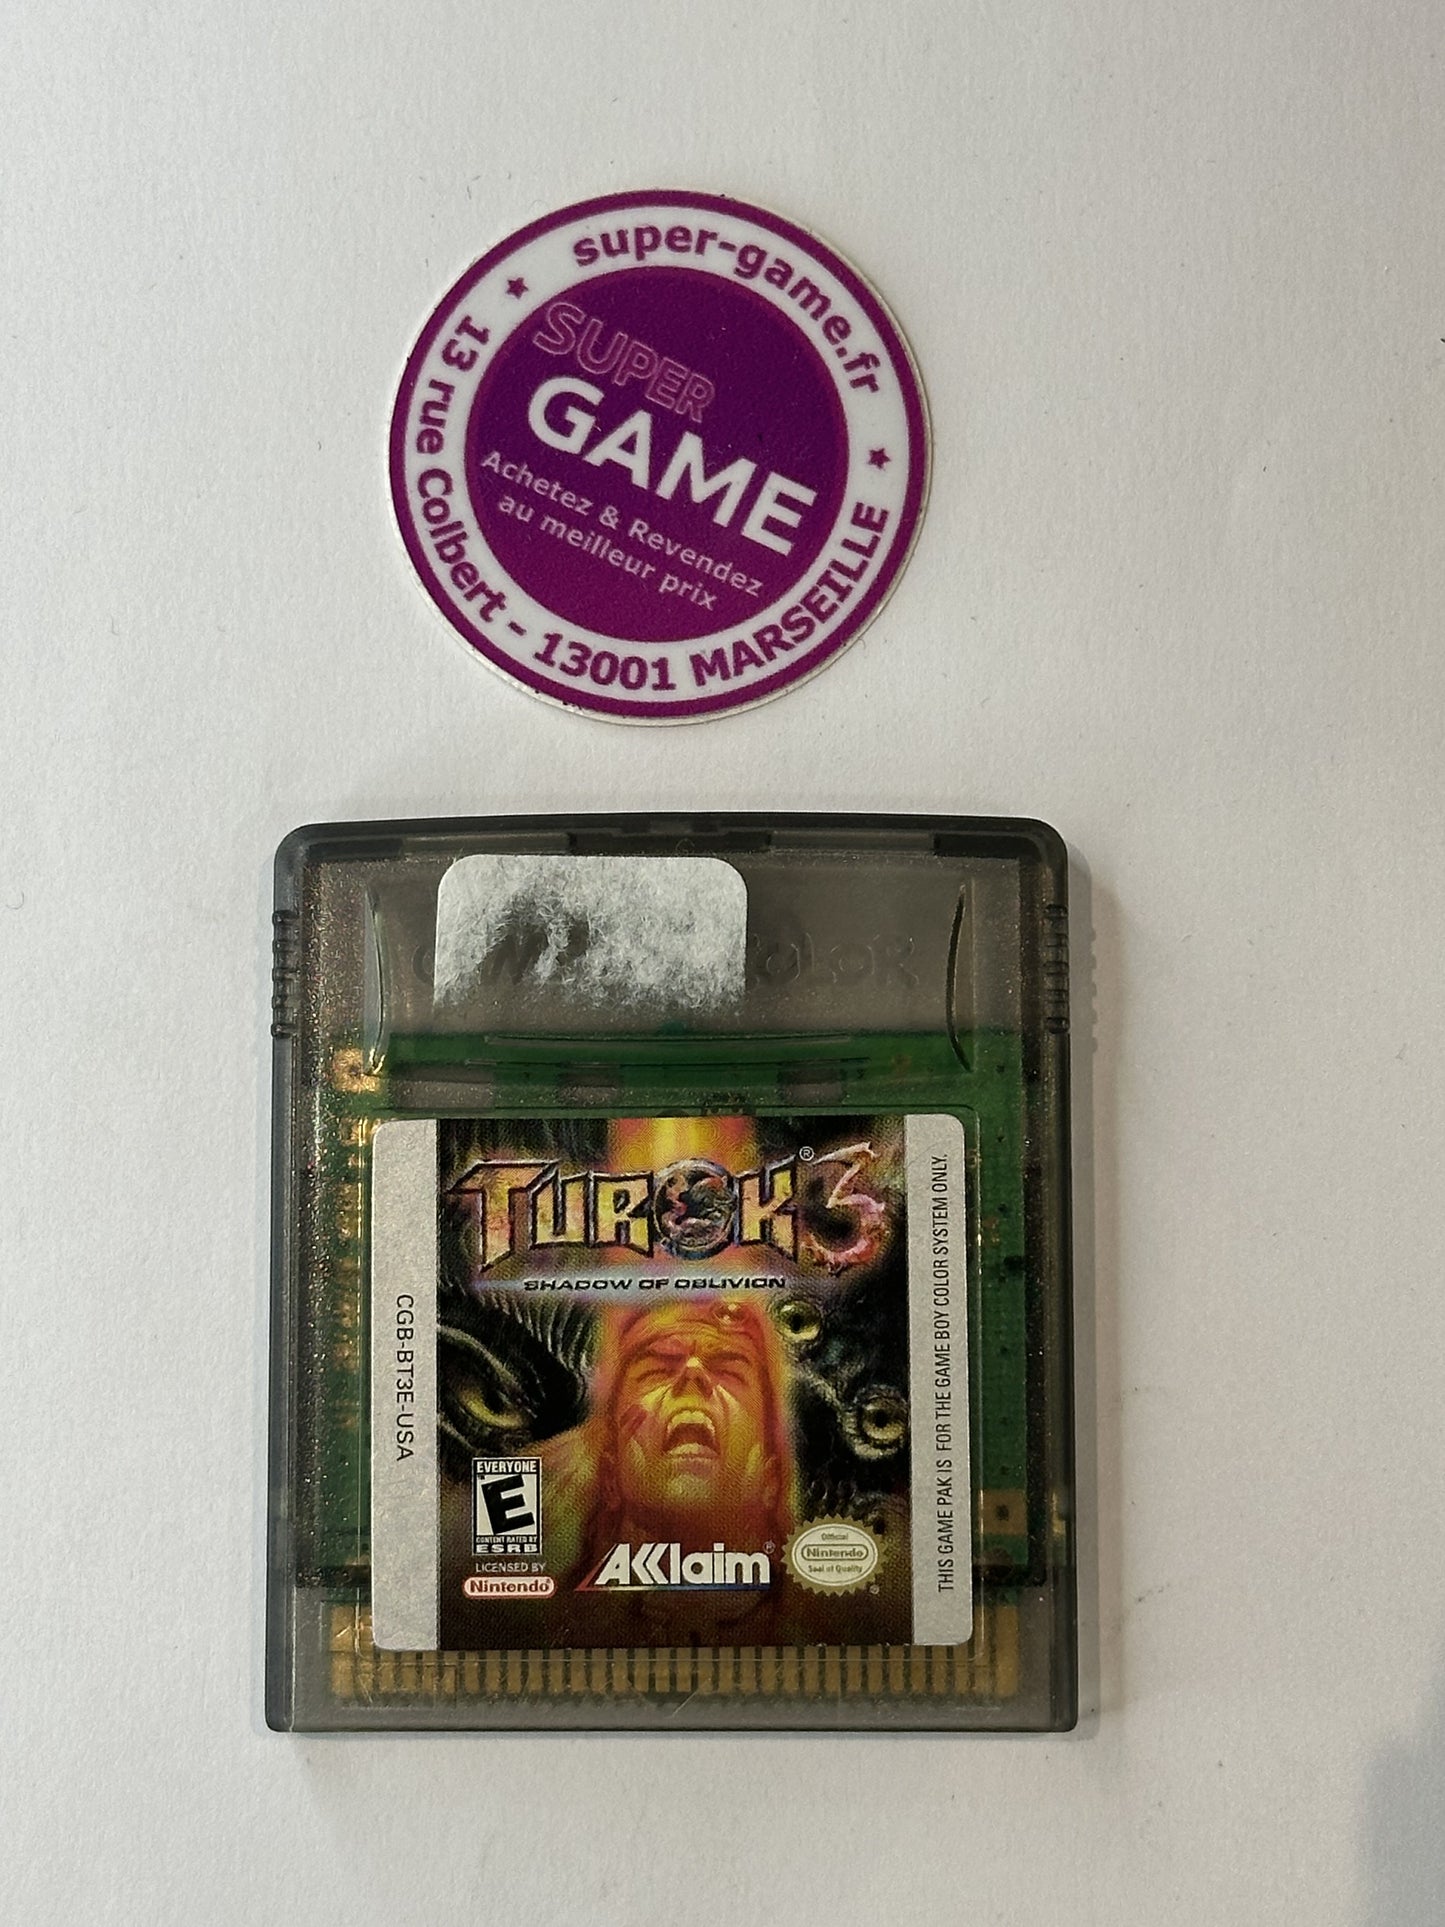 super-game.fr
SUPER
GAME
Achetez & Revendez
au meilleur prix
13 rue Colbert - 13001 MARSEILLE
COLOR
TUROK® 3
SHADOW OF OBLIVION
CGB-BT3E-USA
THIS GAME PAK IS FOR THE GAME BOY COLOR SYSTEM ONLY.
EVERYONE
E
CONTENT RATED BY
ESRB
LICENSED BY
Nintendo®
AKKlaim®
Official
Nintendo
Seal of Quality
®